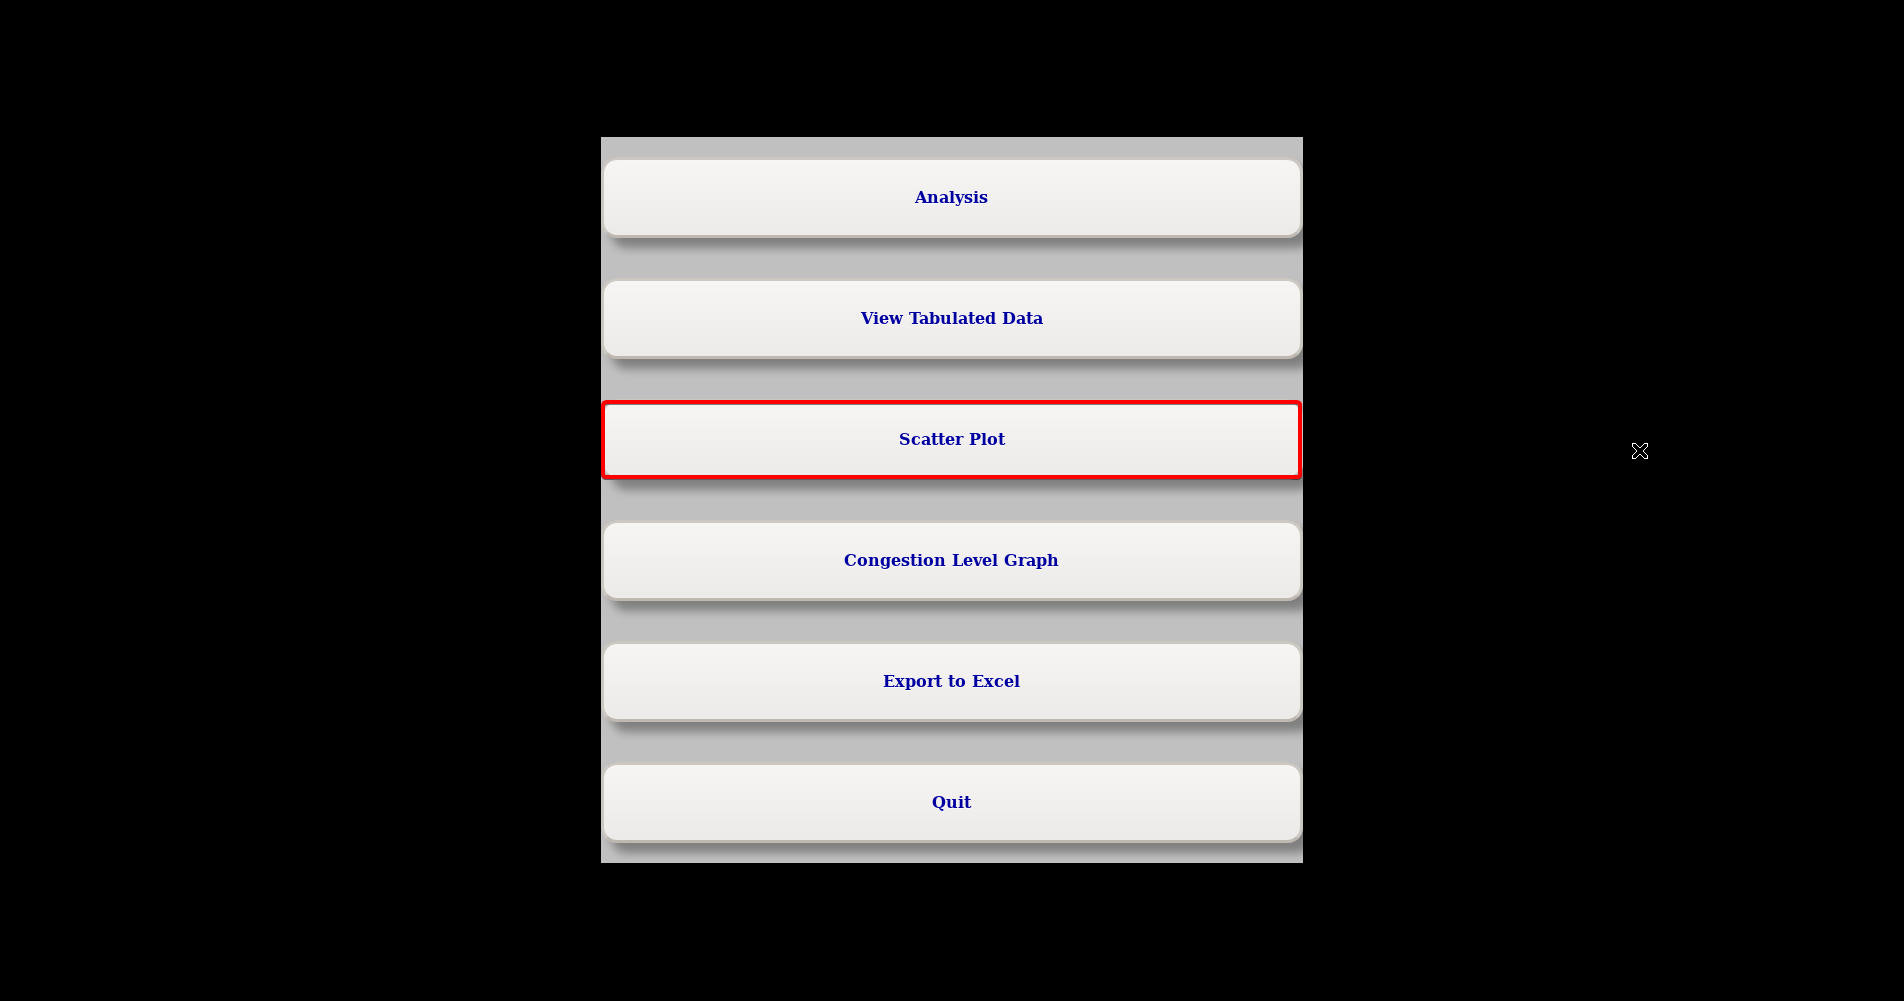 Analysis
View Tabulated Data
Scatter Plot
Congestion Level Graph
Export to Excel
Quit